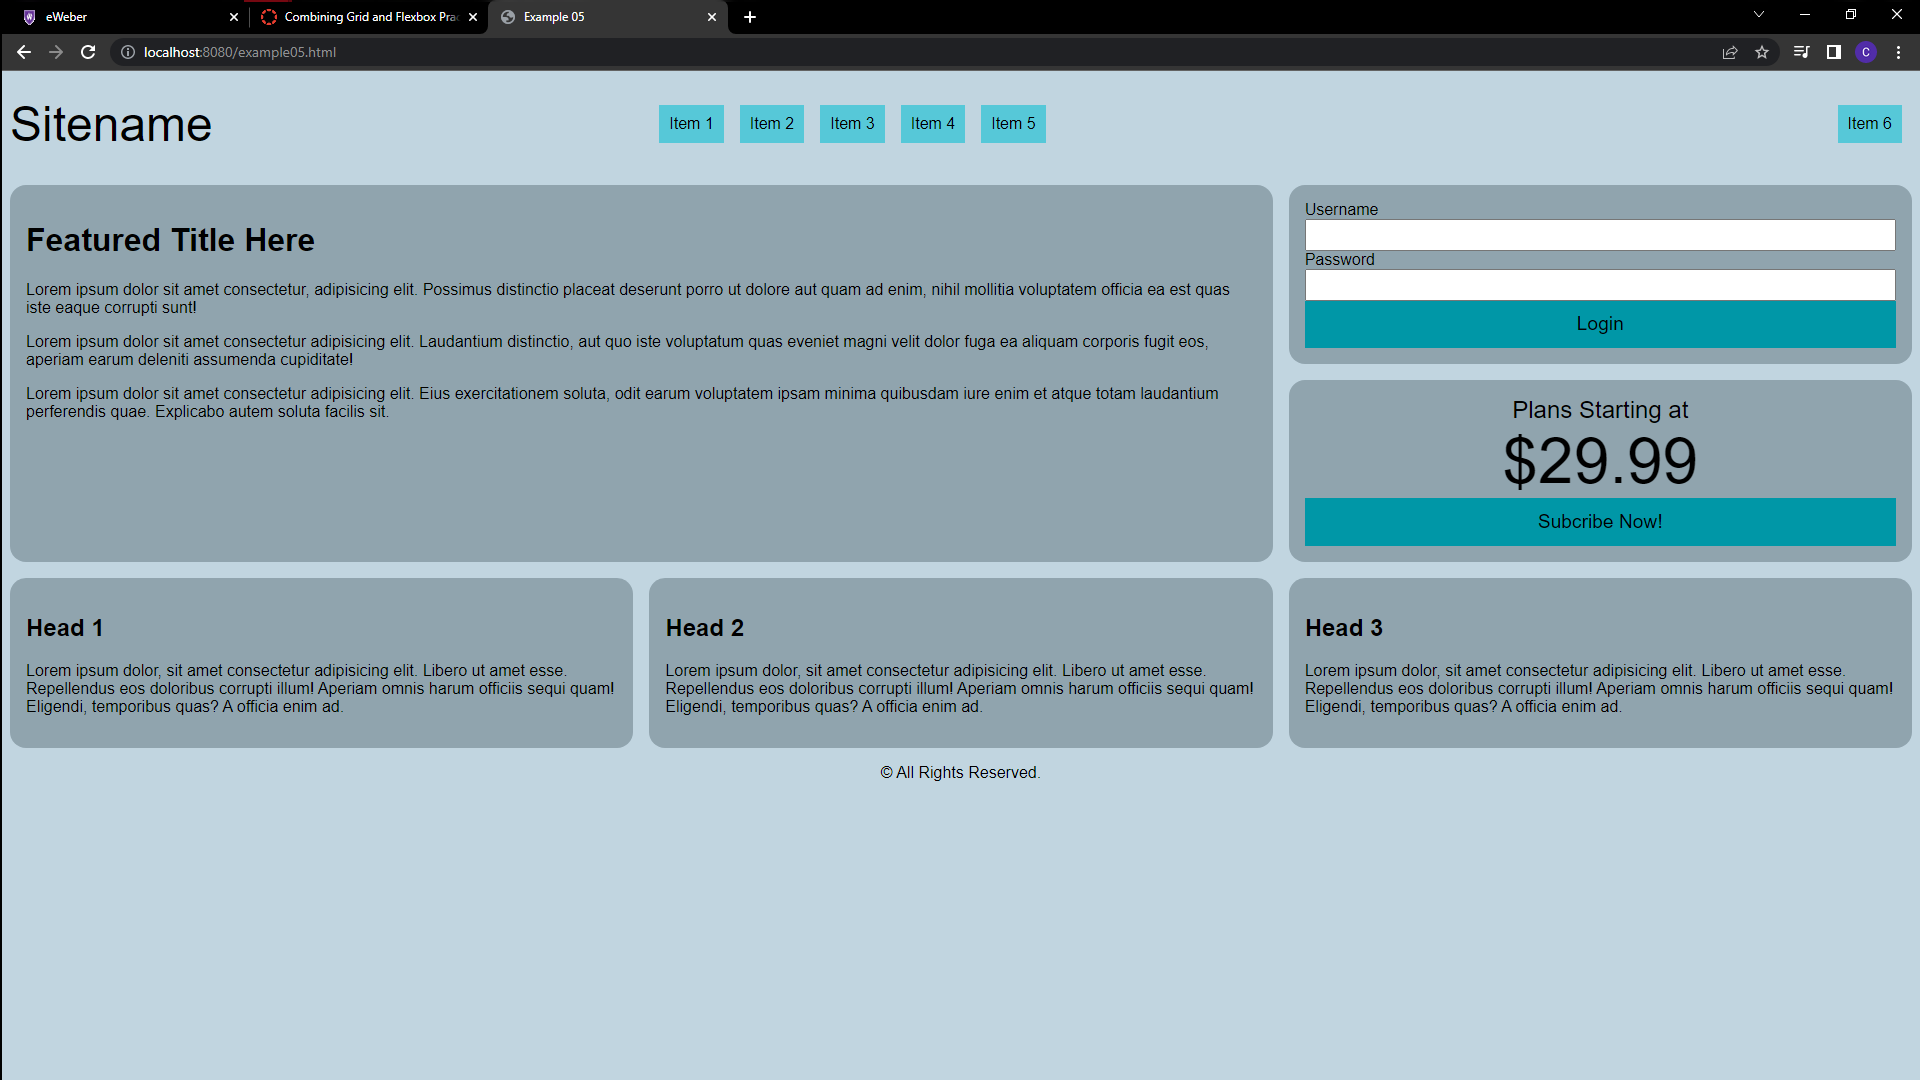 eWeber
Combining Grid and Flexbox Prac
Example 05
localhost:8080/example05.html
C
Sitename
Item 1
Item 2
Item 3
Item 4
Item 5
Item 6
Featured Title Here
Lorem ipsum dolor sit amet consectetur, adipisicing elit. Possimus distinctio placeat deserunt porro ut dolore aut quam ad enim, nihil mollitia voluptatem officia ea est quas
iste eaque corrupti sunt!
Lorem ipsum dolor sit amet consectetur adipisicing elit. Laudantium distinctio, aut quo iste voluptatum quas eveniet magni velit dolor fuga ea aliquam corporis fugit eos,
aperiam earum deleniti assumenda cupiditate!
Lorem ipsum dolor sit amet consectetur adipisicing elit. Eius exercitationem soluta, odit earum voluptatem ipsam minima quibusdam iure enim et atque totam laudantium
perferendis quae. Explicabo autem soluta facilis sit.
Username
Password
Login
Plans Starting at
$29.99
Subcribe Now!
Head 1
Lorem ipsum dolor, sit amet consectetur adipisicing elit. Libero ut amet esse.
Repellendus eos doloribus corrupti illum! Aperiam omnis harum officiis sequi quam!
Eligendi, temporibus quas? A officia enim ad.
Head 2
Lorem ipsum dolor, sit amet consectetur adipisicing elit. Libero ut amet esse.
Repellendus eos doloribus corrupti illum! Aperiam omnis harum officiis sequi quam!
Eligendi, temporibus quas? A officia enim ad.
Head 3
Lorem ipsum dolor, sit amet consectetur adipisicing elit. Libero ut amet esse.
Repellendus eos doloribus corrupti illum! Aperiam omnis harum officiis sequi quam!
Eligendi, temporibus quas? A officia enim ad.
© All Rights Reserved.